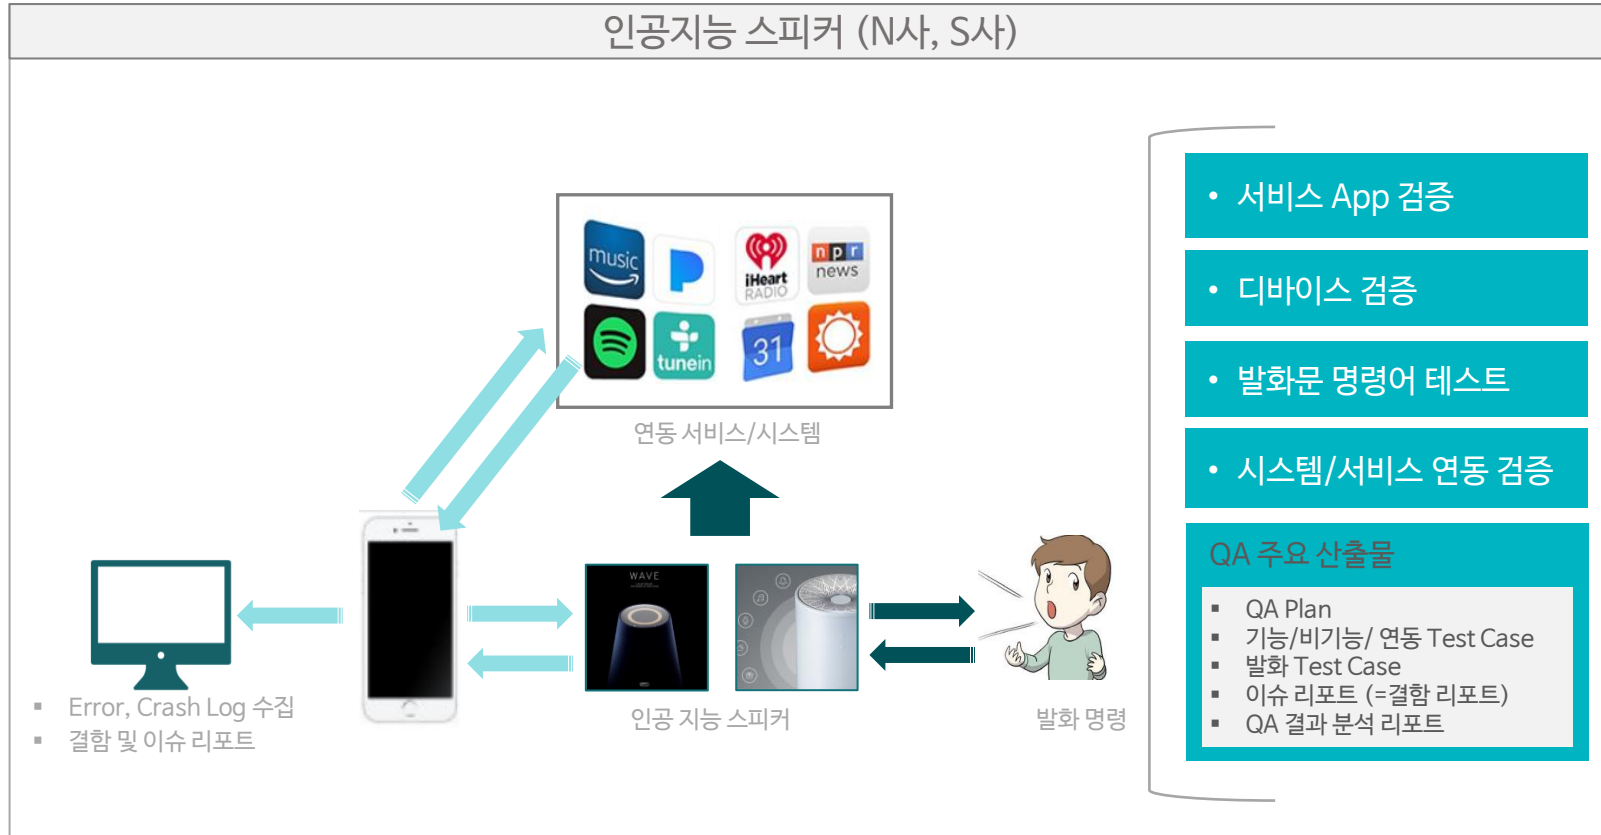 인공지능 스피커 (N사, S사)
music
iHeart
RADIO
n p r
news
tunein
31
연동 서비스/시스템
WAVE
인공 지능 스피커
발화 명령
▪ Error, Crash Log 수집
▪ 결함 및 이슈 리포트
• 서비스 App 검증
• 디바이스 검증
• 발화문 명령어 테스트
• 시스템/서비스 연동 검증
QA 주요 산출물
▪ QA Plan
▪ 기능/비기능/ 연동 Test Case
▪ 발화 Test Case
▪ 이슈 리포트 (=결함 리포트)
▪ QA 결과 분석 리포트